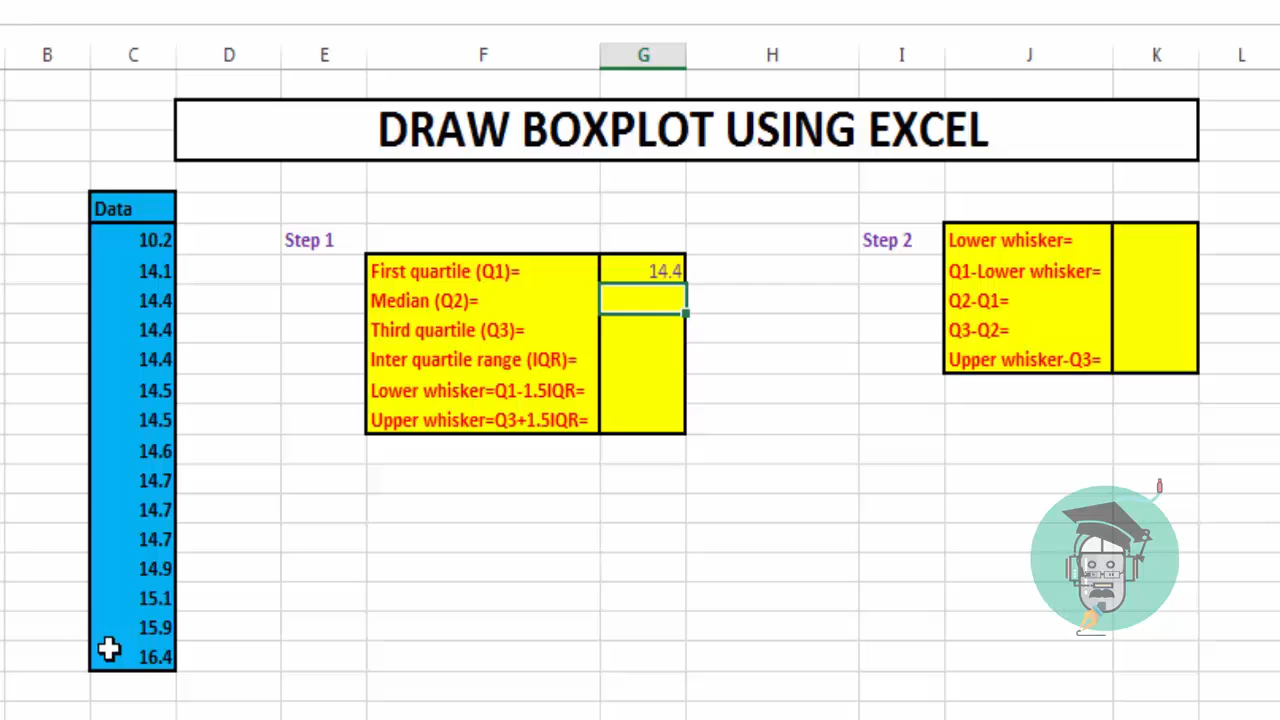 B C D E F G H I J K L
DRAW BOXPLOT USING EXCEL
Data
10.2
14.1
14.4
14.4
14.4
14.5
14.5
14.6
14.7
14.7
14.7
14.9
15.1
15.9
16.4
Step 1
First quartile (Q1)= 14.4
Median (Q2)=
Third quartile (Q3)=
Inter quartile range (IQR)=
Lower whisker=Q1-1.5IQR=
Upper whisker=Q3+1.5IQR=
Step 2
Lower whisker=
Q1-Lower whisker=
Q2-Q1=
Q3-Q2=
Upper whisker-Q3=